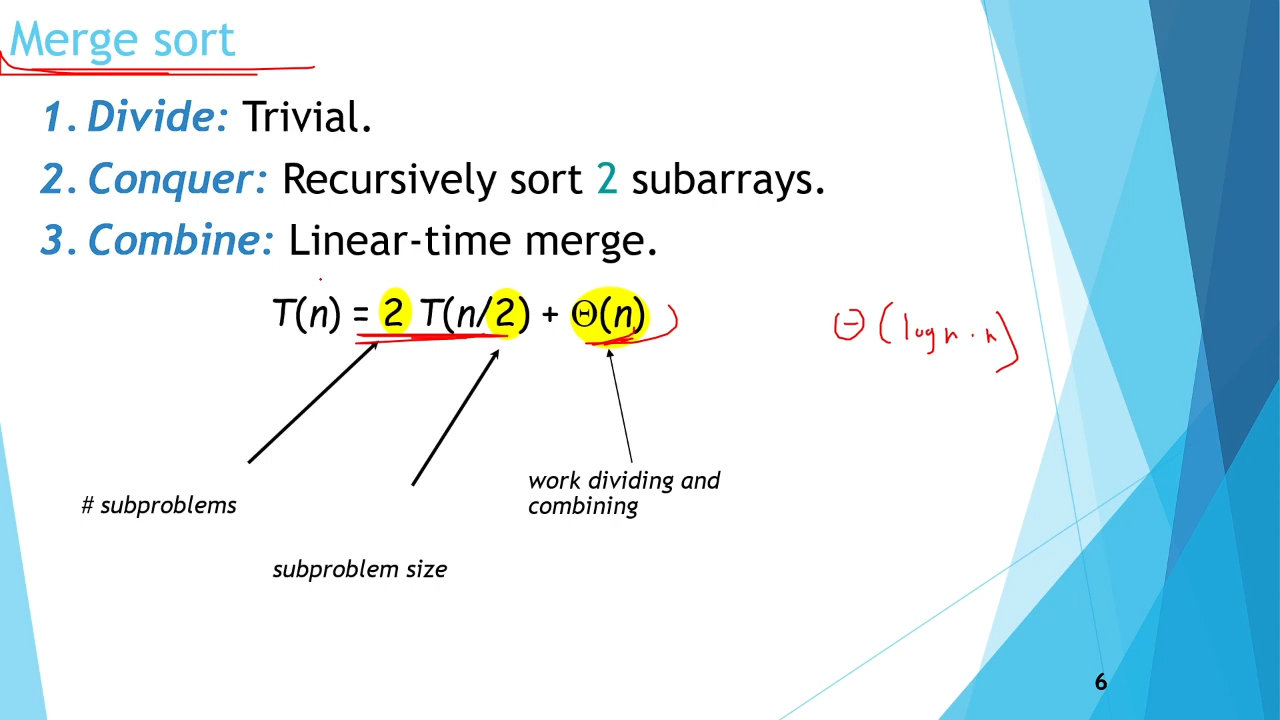 Merge sort
1. Divide: Trivial.
2. Conquer: Recursively sort 2 subarrays.
3. Combine: Linear-time merge.
T(n) = 2 T(n/2) + Θ(n)
Θ(log n · n)
# subproblems
subproblem size
work dividing and
combining
6